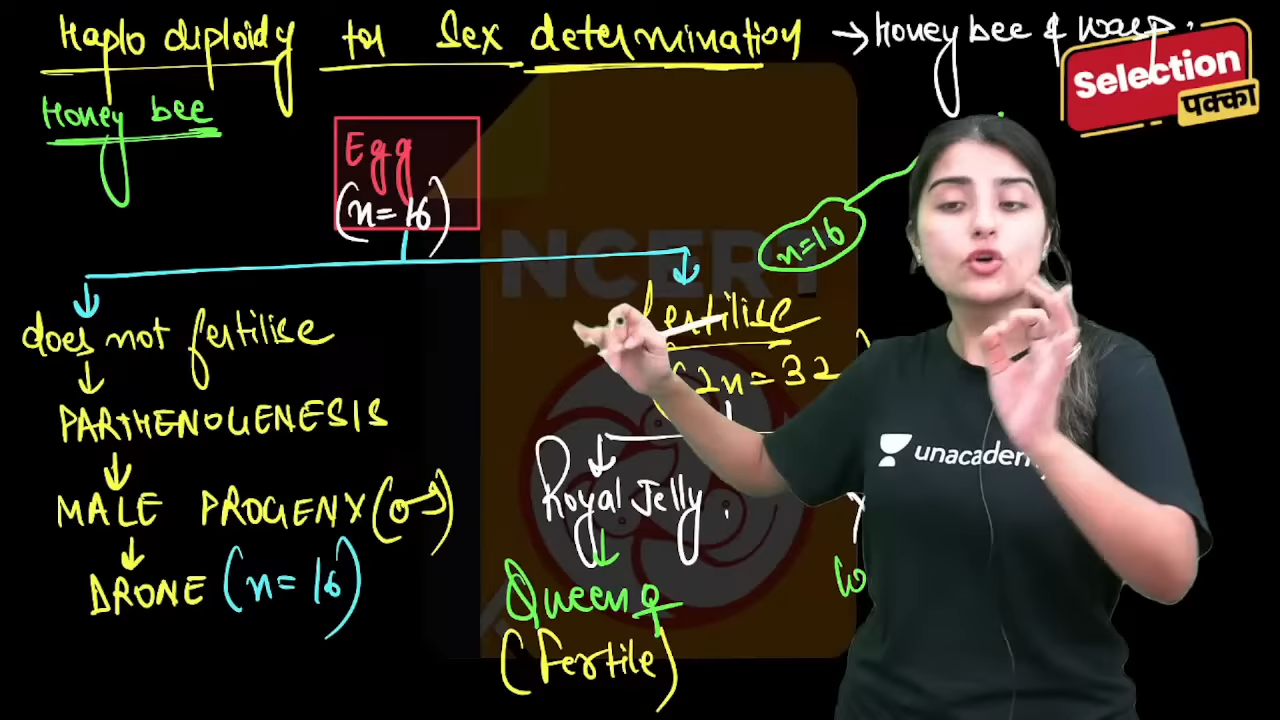 Haplo diploidy for Sex determination → Honey bee & wasp.
Selection
पक्का
Honey bee
Egg
(n=16)
n=16
NCERT
does not fertilise
fertilise
(2n=32
PARTHENOGENESIS
Royal Jelly.
unacadem
MALE PROGENY (♂)
DRONE (n=16)
Queen ♀
(fertile)